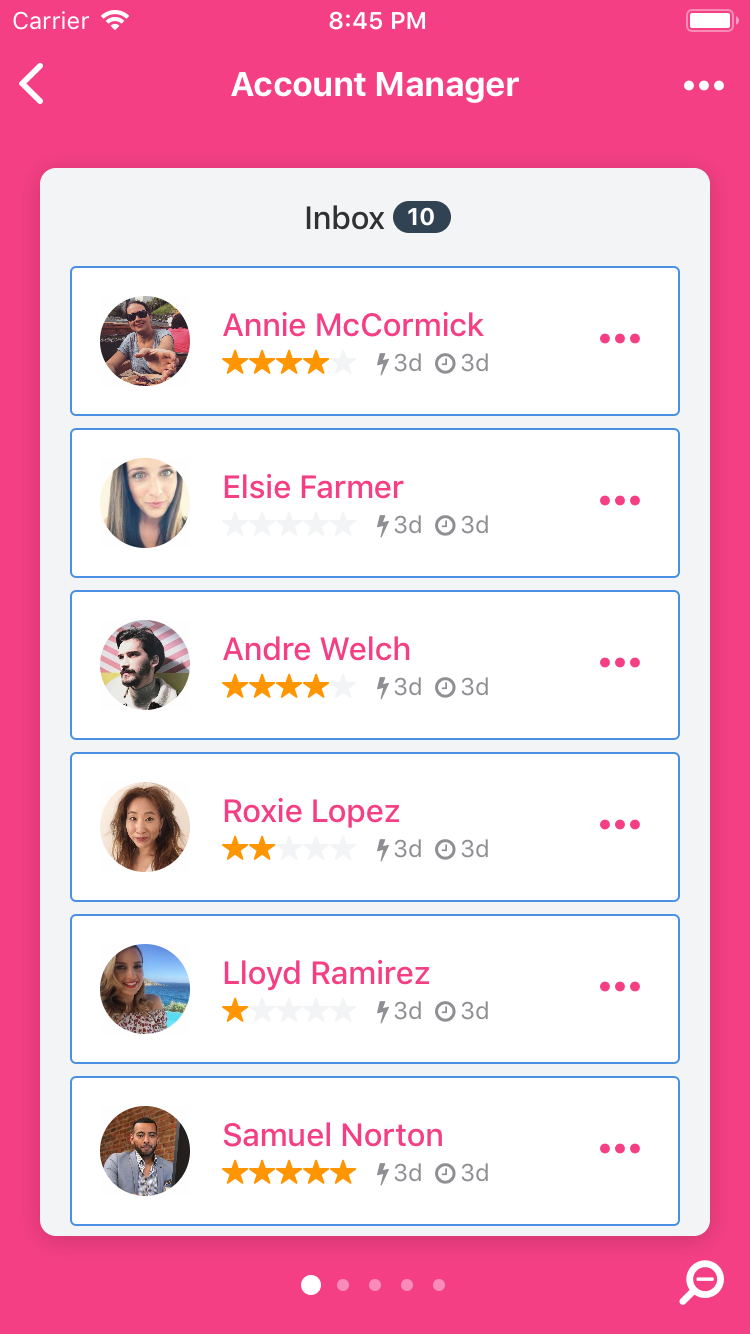 Carrier 8:45 PM
Account Manager
Inbox 10
Annie McCormick
3d 3d
Elsie Farmer
3d 3d
Andre Welch
3d 3d
Roxie Lopez
3d 3d
Lloyd Ramirez
3d 3d
Samuel Norton
3d 3d